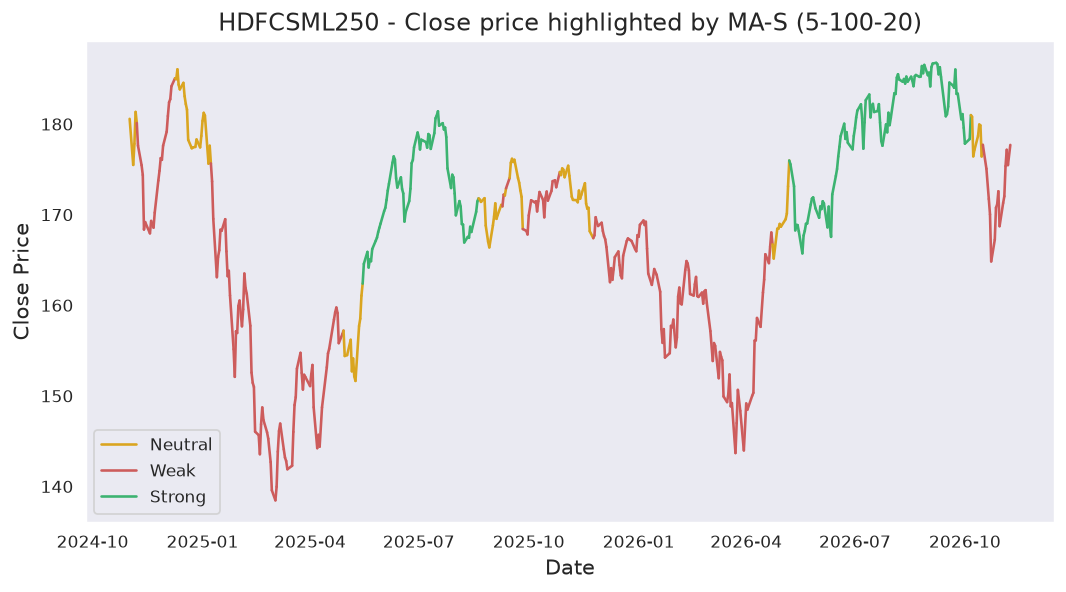 HDFCSML250 - Close price highlighted by MA-S (5-100-20)
Close Price
180
170
160
150
140
Neutral
Weak
Strong
2024-10 2025-01 2025-04 2025-07 2025-10 2026-01 2026-04 2026-07 2026-10
Date